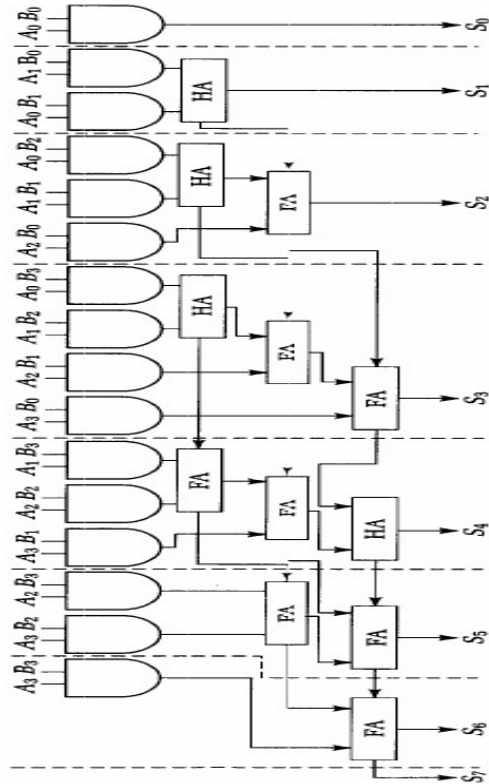 A₃ B₃ A₃ B₂ A₂ B₃ A₃ B₁ A₂ B₂ A₁ B₃ A₃ B₀ A₂ B₁ A₁ B₂ A₀ B₃ A₂ B₀ A₁ B₁ A₀ B₂ A₀ B₁ A₁ B₀ A₀ B₀
FA HA HA HA
FA FA FA FA
FA FA HA FA
S₇ S₆ S₅ S₄ S₃ S₂ S₁ S₀